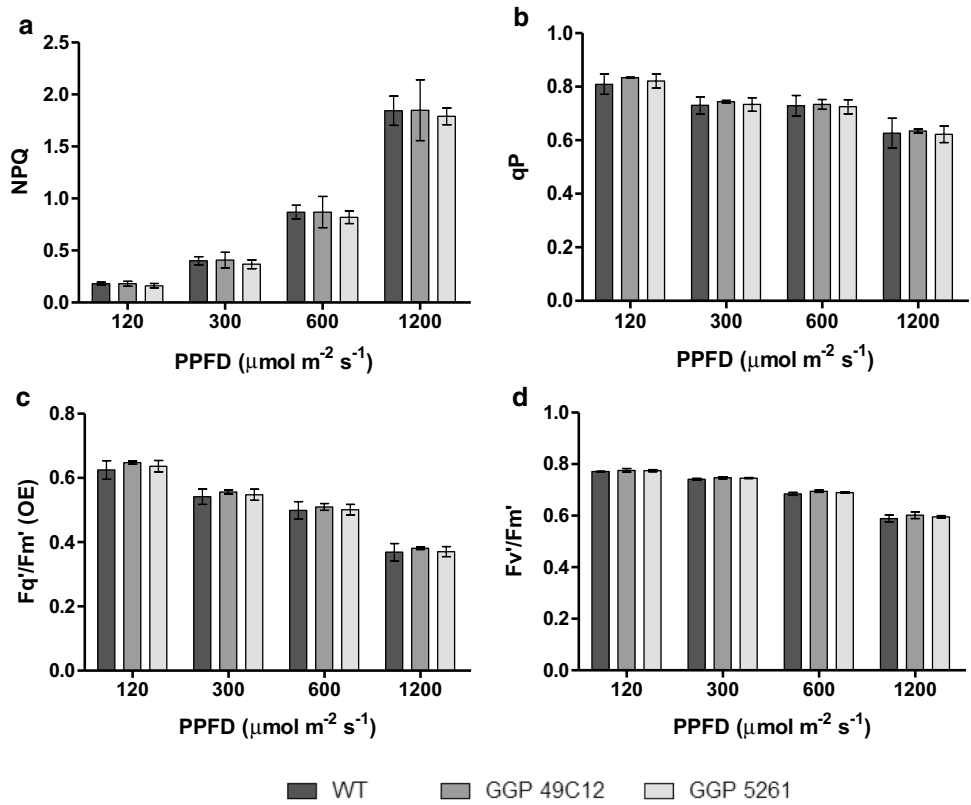 a
2.5
2.0
1.5
1.0
0.5
0.0
NPQ
120 300 600 1200
PPFD (μmol m⁻² s⁻¹)
b
1.0
0.8
0.6
0.4
0.2
0.0
qP
120 300 600 1200
PPFD (μmol m⁻² s⁻¹)
c
0.8
0.6
0.4
0.2
0.0
Fq'/Fm' (OE)
120 300 600 1200
PPFD (μmol m⁻² s⁻¹)
d
1.0
0.8
0.6
0.4
0.2
0.0
Fv'/Fm'
120 300 600 1200
PPFD (μmol m⁻² s⁻¹)
WT GGP 49C12 GGP 5261